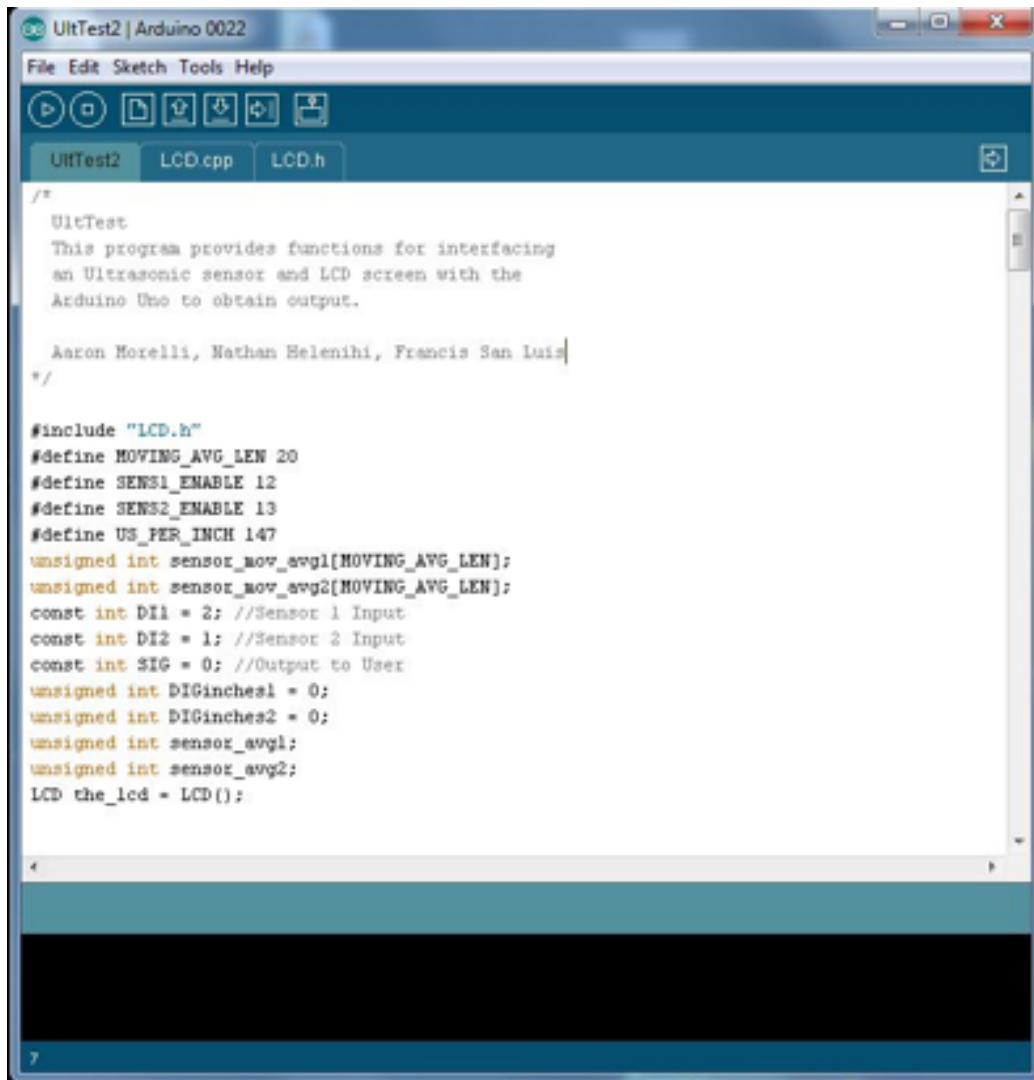 UltTest2 | Arduino 0022
File Edit Sketch Tools Help
UltTest2 LCD.cpp LCD.h
/*
UltTest
This program provides functions for interfacing
an Ultrasonic sensor and LCD screen with the
Arduino Uno to obtain output.
Aaron Morelli, Nathan Helenihi, Francis San Luis
*/
#include "LCD.h"
#define MOVING_AVG_LEN 20
#define SENS1_ENABLE 12
#define SENS2_ENABLE 13
#define US_PER_INCH 147
unsigned int sensor_mov_avg1[MOVING_AVG_LEN];
unsigned int sensor_mov_avg2[MOVING_AVG_LEN];
const int DI1 = 2; //Sensor 1 Input
const int DI2 = 1; //Sensor 2 Input
const int SIG = 0; //Output to User
unsigned int DIGinches1 = 0;
unsigned int DIGinches2 = 0;
unsigned int sensor_avg1;
unsigned int sensor_avg2;
LCD the_lcd = LCD();
7